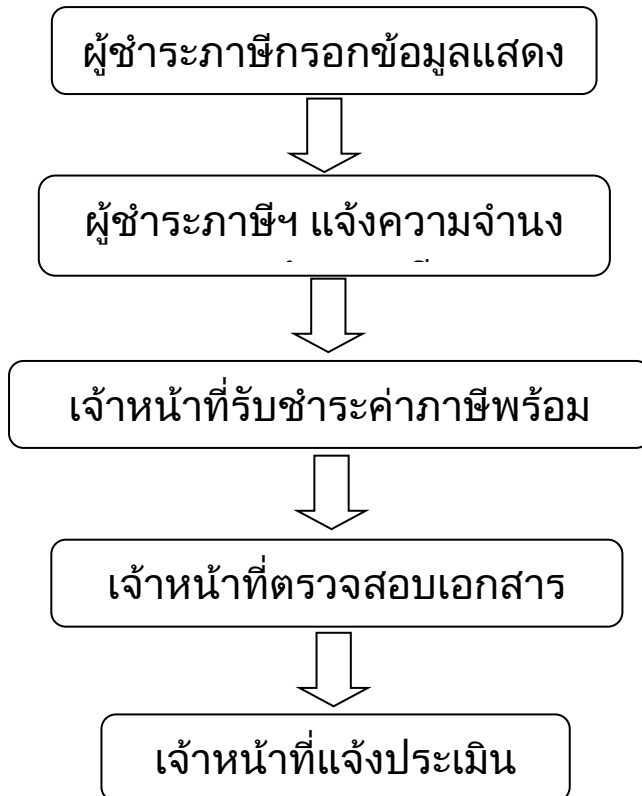 ผู้ชำระภาษีกรอกข้อมูลแสดง
ผู้ชำระภาษีฯ แจ้งความจำนง
เจ้าหน้าที่รับชำระค่าภาษีพร้อม
เจ้าหน้าที่ตรวจสอบเอกสาร
เจ้าหน้าที่แจ้งประเมิน